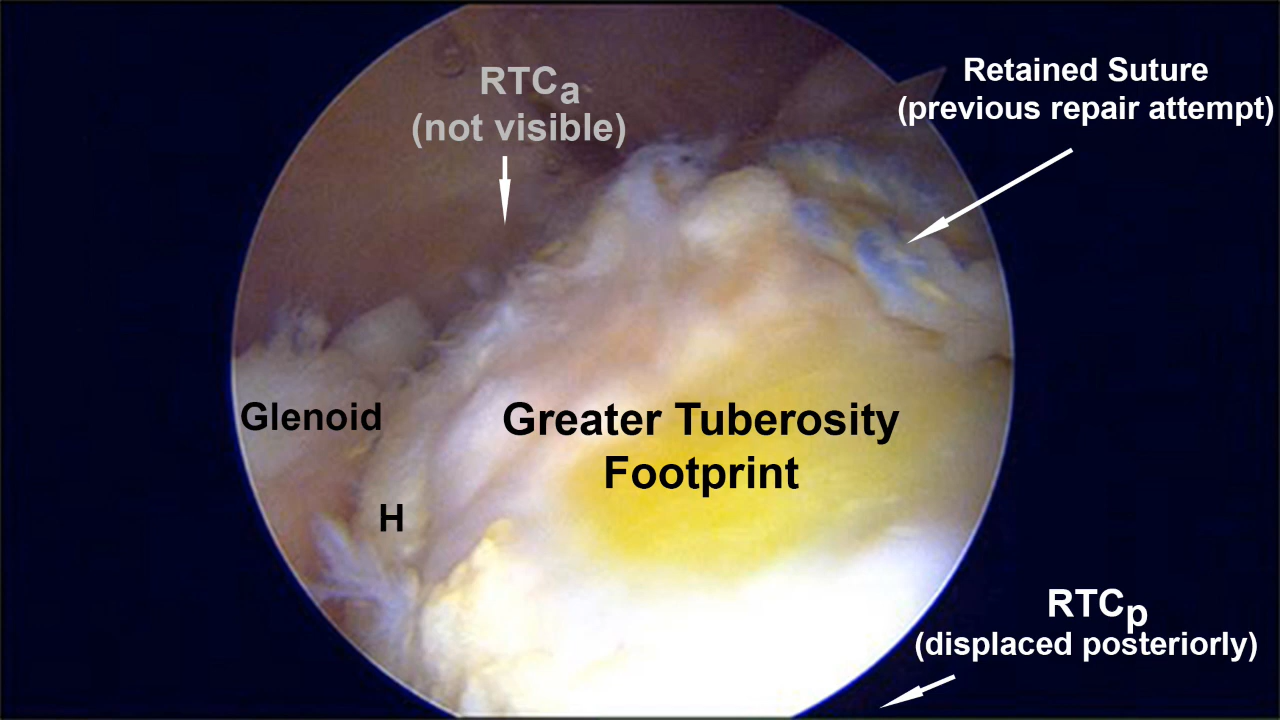 RTCa
(not visible)
Retained Suture
(previous repair attempt)
Glenoid
Greater Tuberosity
Footprint
H
RTCp
(displaced posteriorly)